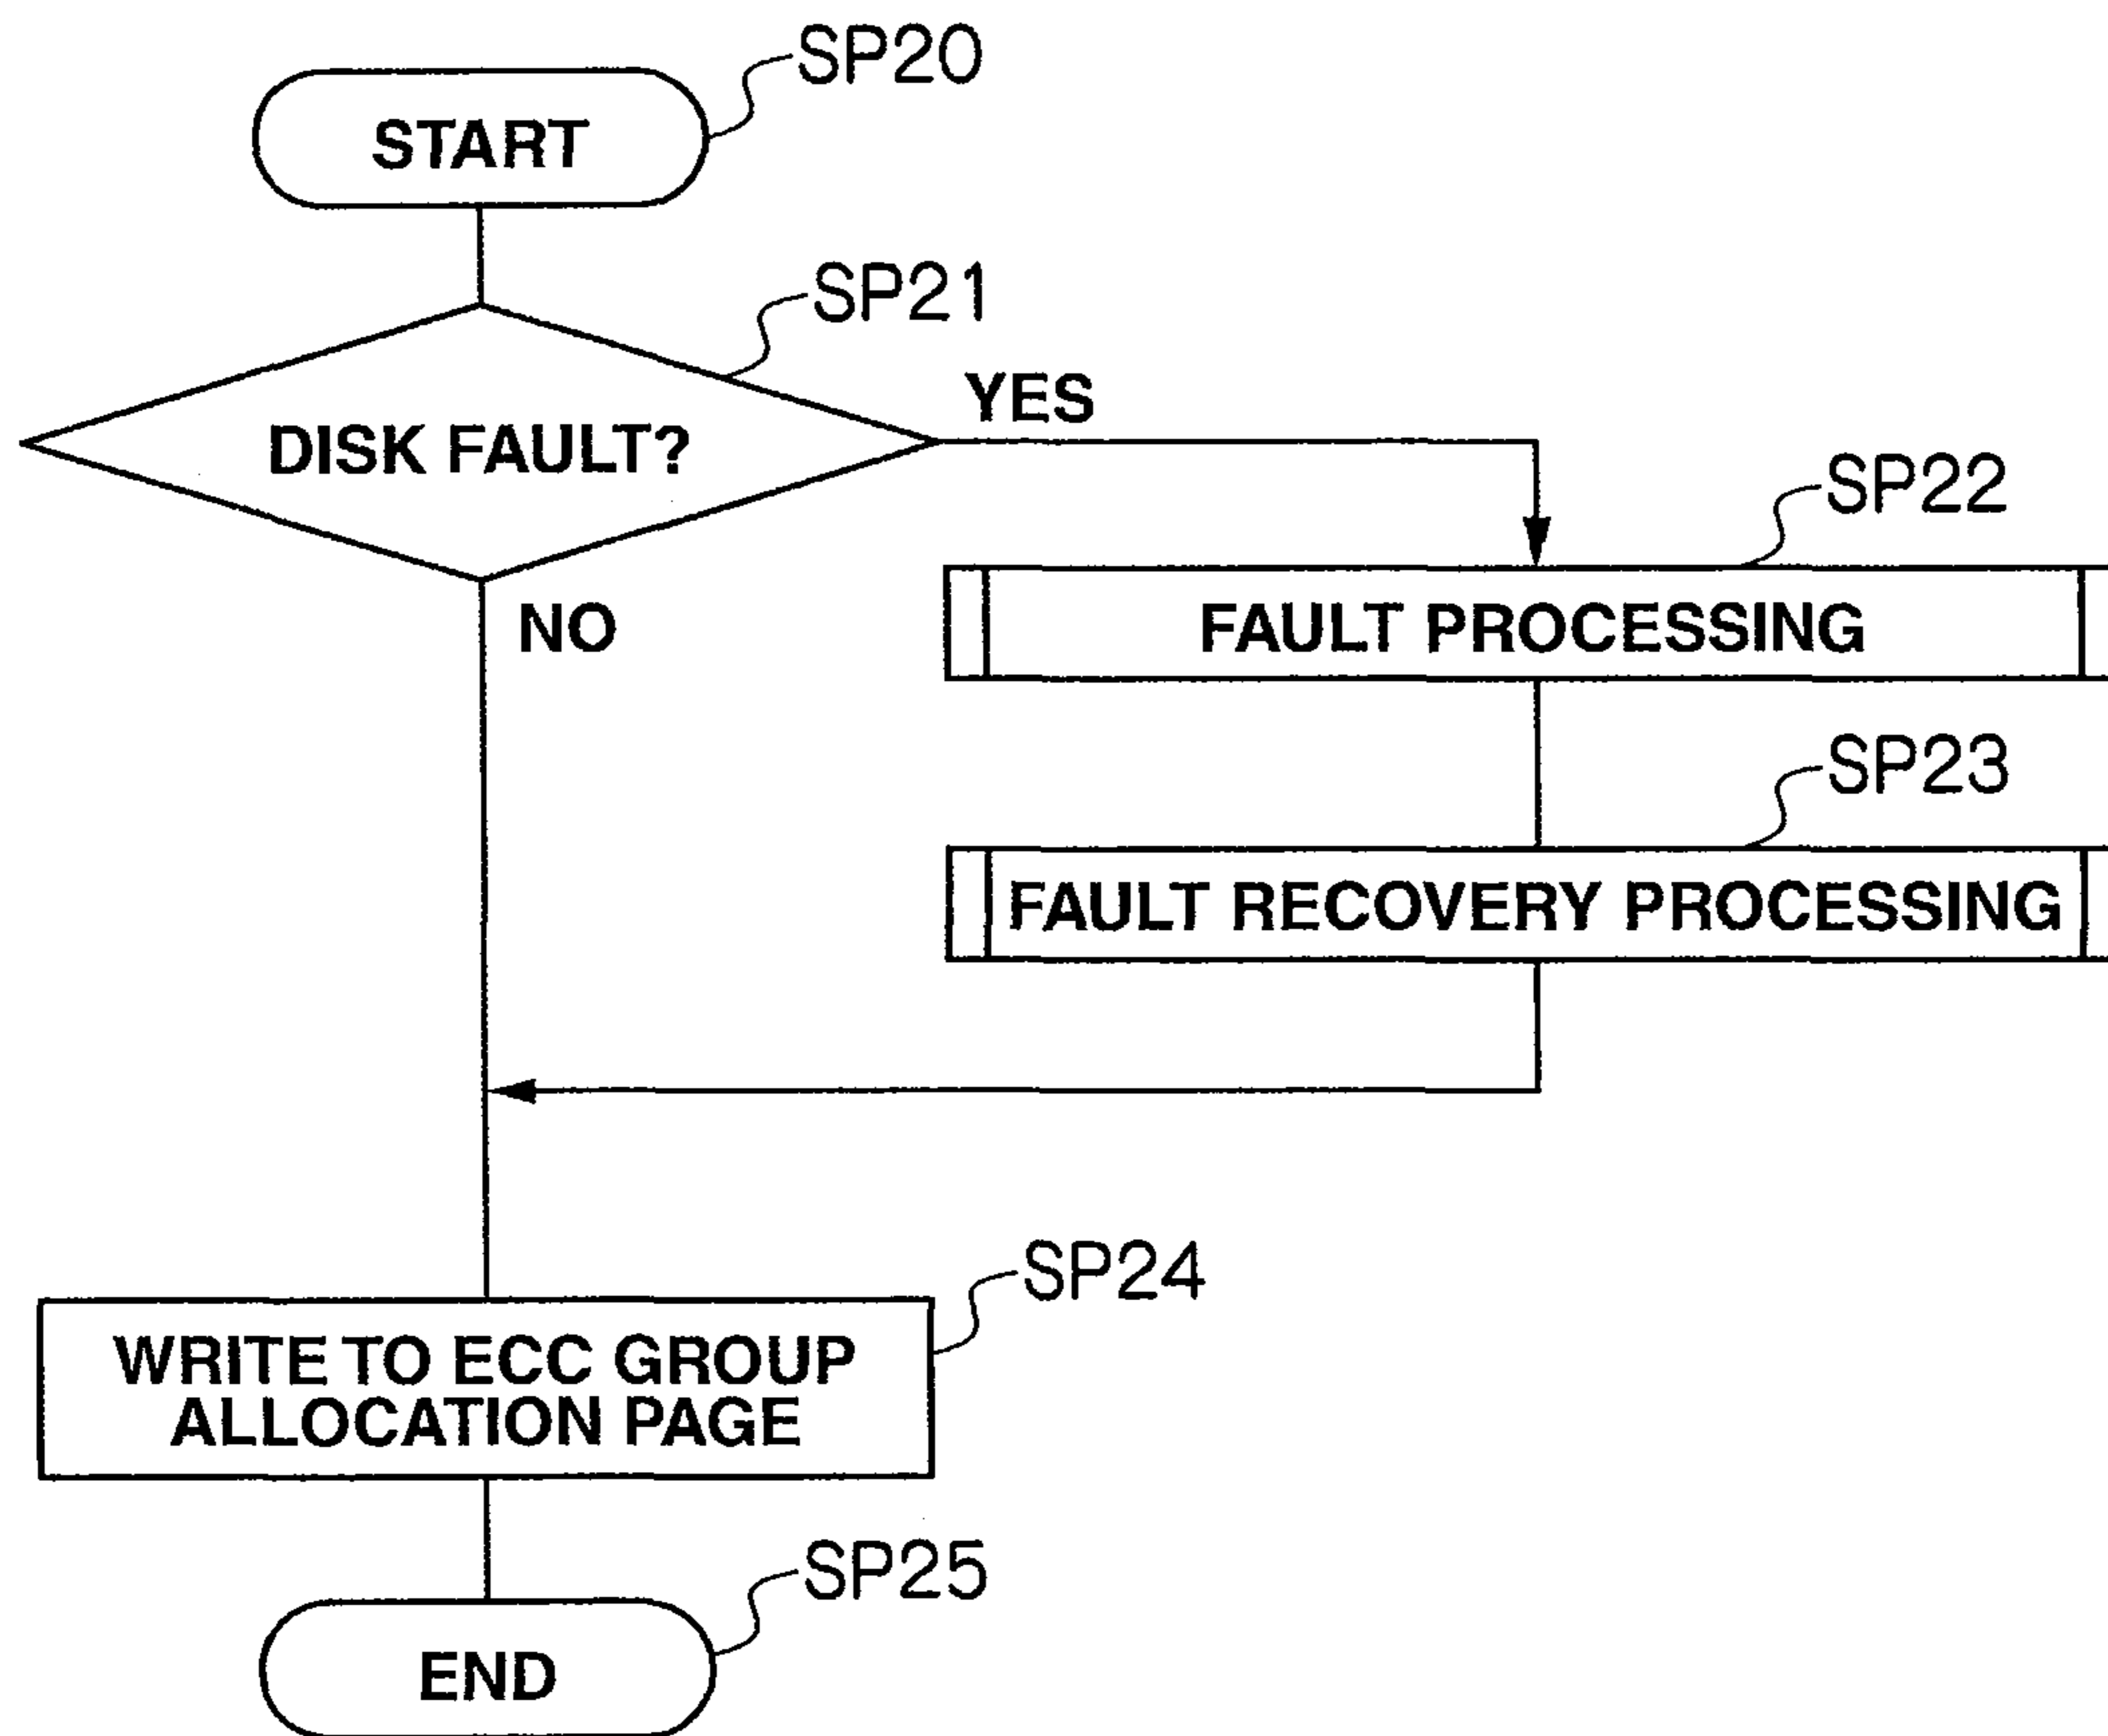 SP20
START
SP21
DISK FAULT?
YES
NO
SP22
FAULT PROCESSING
SP23
FAULT RECOVERY PROCESSING
SP24
WRITE TO ECC GROUP
ALLOCATION PAGE
SP25
END